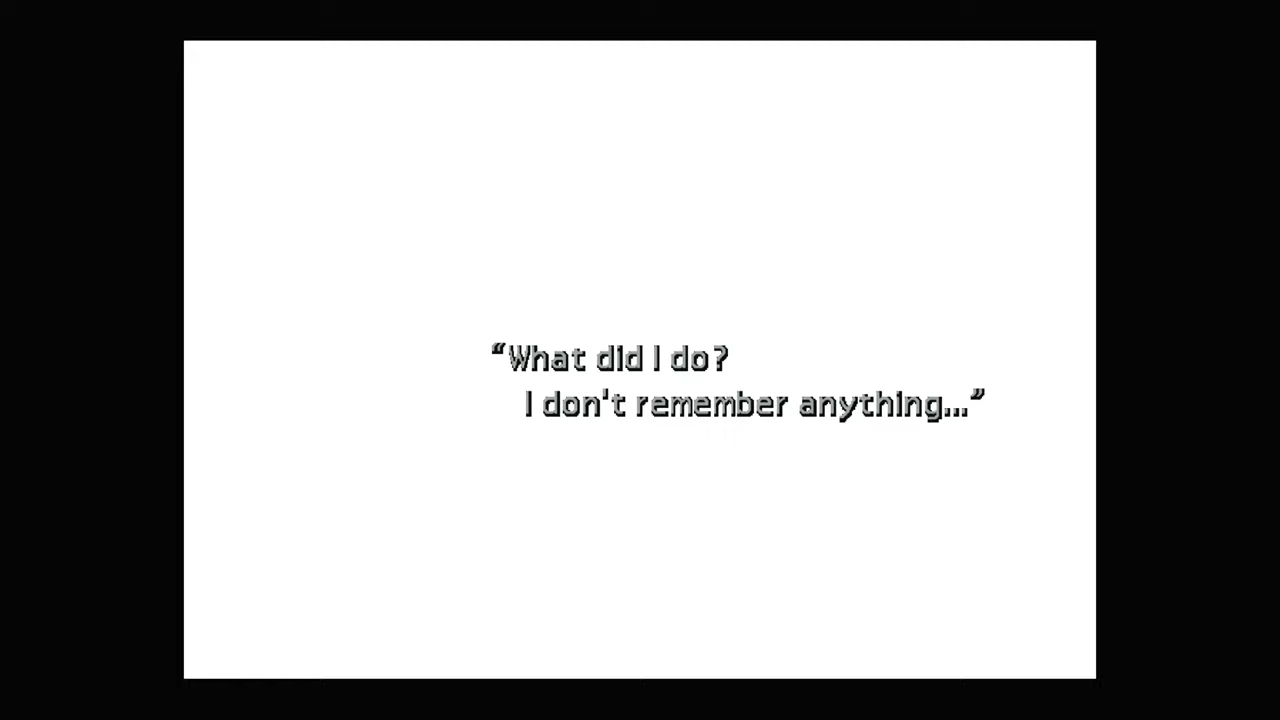 “What did I do?
I don't remember anything...”